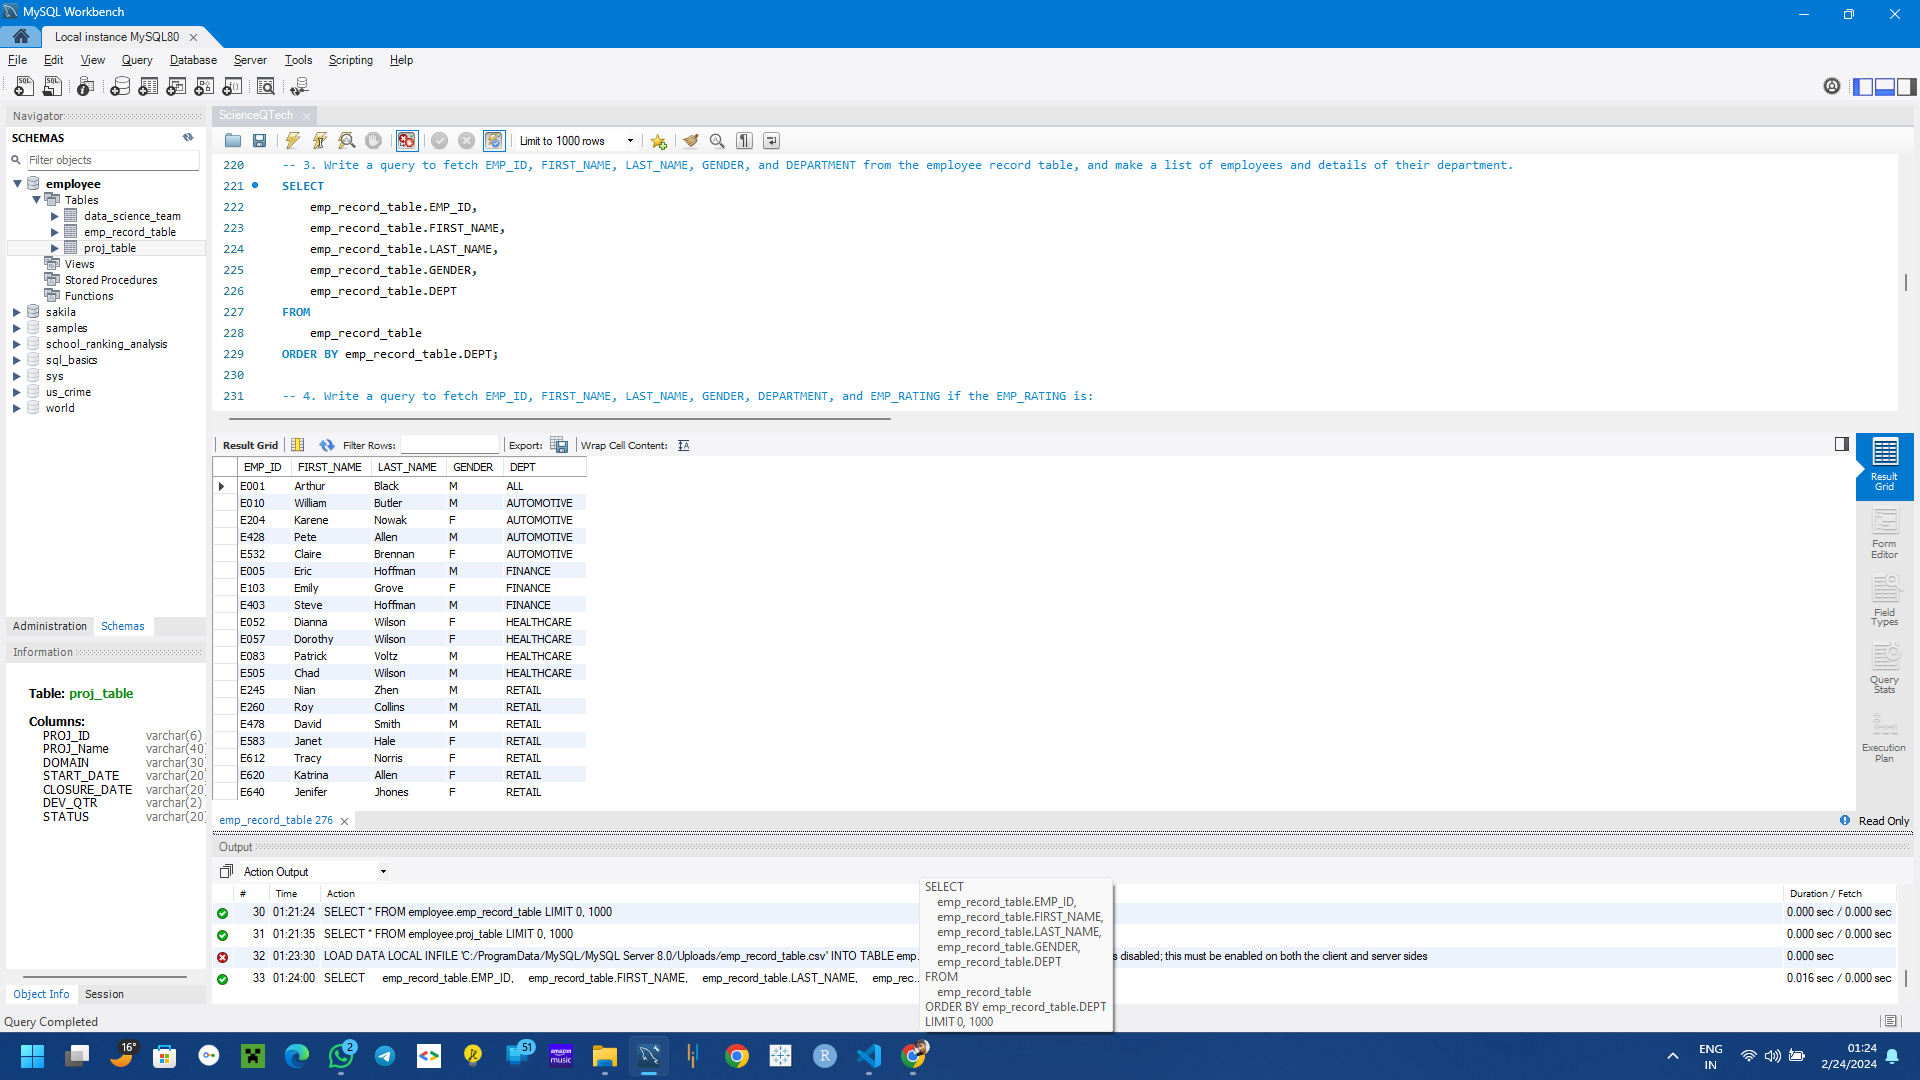 MySQL Workbench
Local instance MySQL80
File Edit View Query Database Server Tools Scripting Help
Navigator
SCHEMAS
Filter objects
employee
Tables
data_science_team
emp_record_table
proj_table
Views
Stored Procedures
Functions
sakila
samples
school_ranking_analysis
sql_basics
sys
us_crime
world
Administration Schemas
Information
Table: proj_table
Columns:
PROJ_ID varchar(6)
PROJ_Name varchar(40)
DOMAIN varchar(30)
START_DATE varchar(20)
CLOSURE_DATE varchar(20)
DEV_QTR varchar(2)
STATUS varchar(20)
Object Info Session
Query Completed
ScienceQTech
Limit to 1000 rows
220 -- 3. Write a query to fetch EMP_ID, FIRST_NAME, LAST_NAME, GENDER, and DEPARTMENT from the employee record table, and make a list of employees and details of their department.
221 SELECT
222 emp_record_table.EMP_ID,
223 emp_record_table.FIRST_NAME,
224 emp_record_table.LAST_NAME,
225 emp_record_table.GENDER,
226 emp_record_table.DEPT
227 FROM
228 emp_record_table
229 ORDER BY emp_record_table.DEPT;
230
231 -- 4. Write a query to fetch EMP_ID, FIRST_NAME, LAST_NAME, GENDER, DEPARTMENT, and EMP_RATING if the EMP_RATING is:
Result Grid Filter Rows: Export: Wrap Cell Content:
EMP_ID FIRST_NAME LAST_NAME GENDER DEPT
E001 Arthur Black M ALL
E010 William Butler M AUTOMOTIVE
E204 Karene Nowak F AUTOMOTIVE
E428 Pete Allen M AUTOMOTIVE
E532 Claire Brennan F AUTOMOTIVE
E005 Eric Hoffman M FINANCE
E103 Emily Grove F FINANCE
E403 Steve Hoffman M FINANCE
E052 Dianna Wilson F HEALTHCARE
E057 Dorothy Wilson F HEALTHCARE
E083 Patrick Voltz M HEALTHCARE
E505 Chad Wilson M HEALTHCARE
E245 Nian Zhen M RETAIL
E260 Roy Collins M RETAIL
E478 David Smith M RETAIL
E583 Janet Hale F RETAIL
E612 Tracy Norris F RETAIL
E620 Katrina Allen F RETAIL
E640 Jenifer Jhones F RETAIL
Result Grid
Form Editor
Field Types
Query Stats
Execution Plan
emp_record_table 276
Read Only
Output
Action Output
# Time Action Duration / Fetch
30 01:21:24 SELECT * FROM employee.emp_record_table LIMIT 0, 1000 0.000 sec / 0.000 sec
31 01:21:35 SELECT * FROM employee.proj_table LIMIT 0, 1000 0.000 sec / 0.000 sec
32 01:23:30 LOAD DATA LOCAL INFILE 'C:/ProgramData/MySQL/MySQL Server 8.0/Uploads/emp_record_table.csv' INTO TABLE emp... s disabled; this must be enabled on both the client and server sides 0.000 sec
33 01:24:00 SELECT emp_record_table.EMP_ID, emp_record_table.FIRST_NAME, emp_record_table.LAST_NAME, emp_rec... 0.016 sec / 0.000 sec
SELECT
emp_record_table.EMP_ID,
emp_record_table.FIRST_NAME,
emp_record_table.LAST_NAME,
emp_record_table.GENDER,
emp_record_table.DEPT
FROM
emp_record_table
ORDER BY emp_record_table.DEPT
LIMIT 0, 1000
16°
2
51
amazon music
R
ENG
IN
01:24
2/24/2024